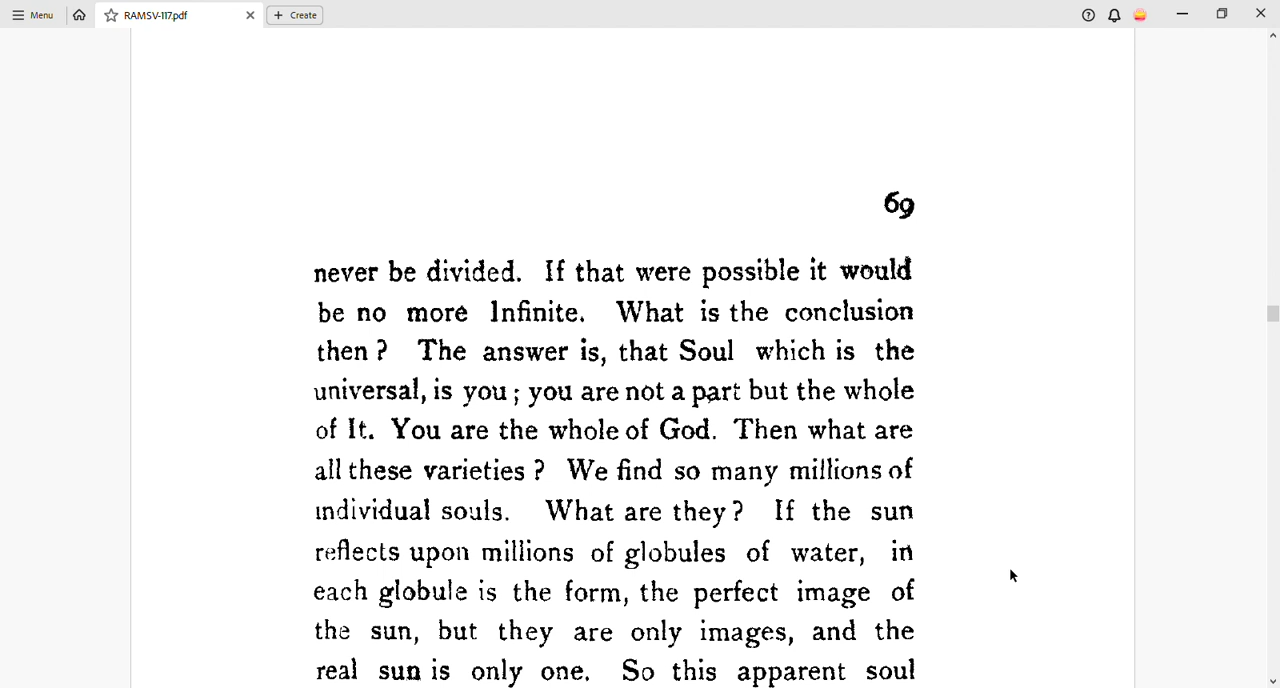 Menu
RAMSV-117.pdf
+ Create
69
never be divided. If that were possible it would
be no more Infinite. What is the conclusion
then ? The answer is, that Soul which is the
universal, is you ; you are not a part but the whole
of It. You are the whole of God. Then what are
all these varieties ? We find so many millions of
individual souls. What are they ? If the sun
reflects upon millions of globules of water, in
each globule is the form, the perfect image of
the sun, but they are only images, and the
real sun is only one. So this apparent soul